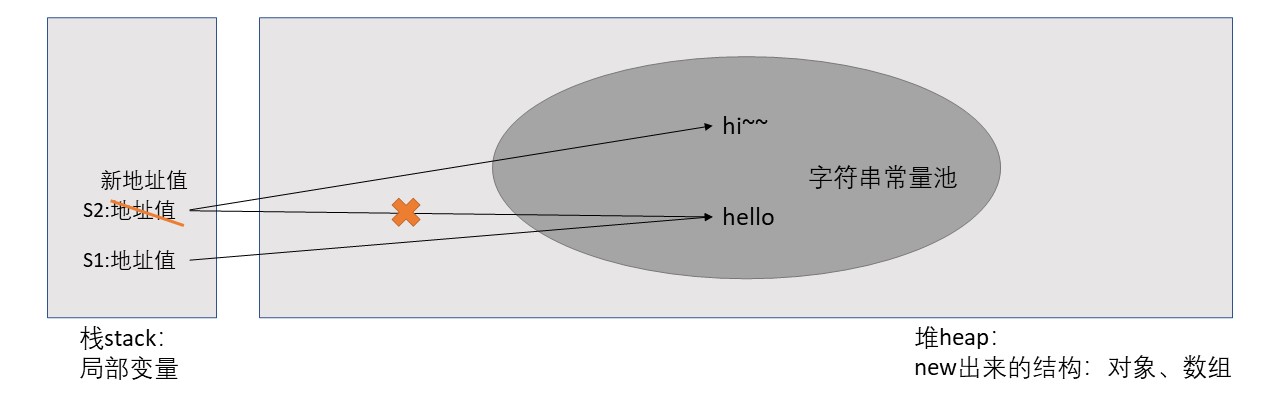 hi~~
字符串常量池
新地址值
S2:地址值
hello
S1:地址值
栈stack：
局部变量
堆heap：
new出来的结构：对象、数组